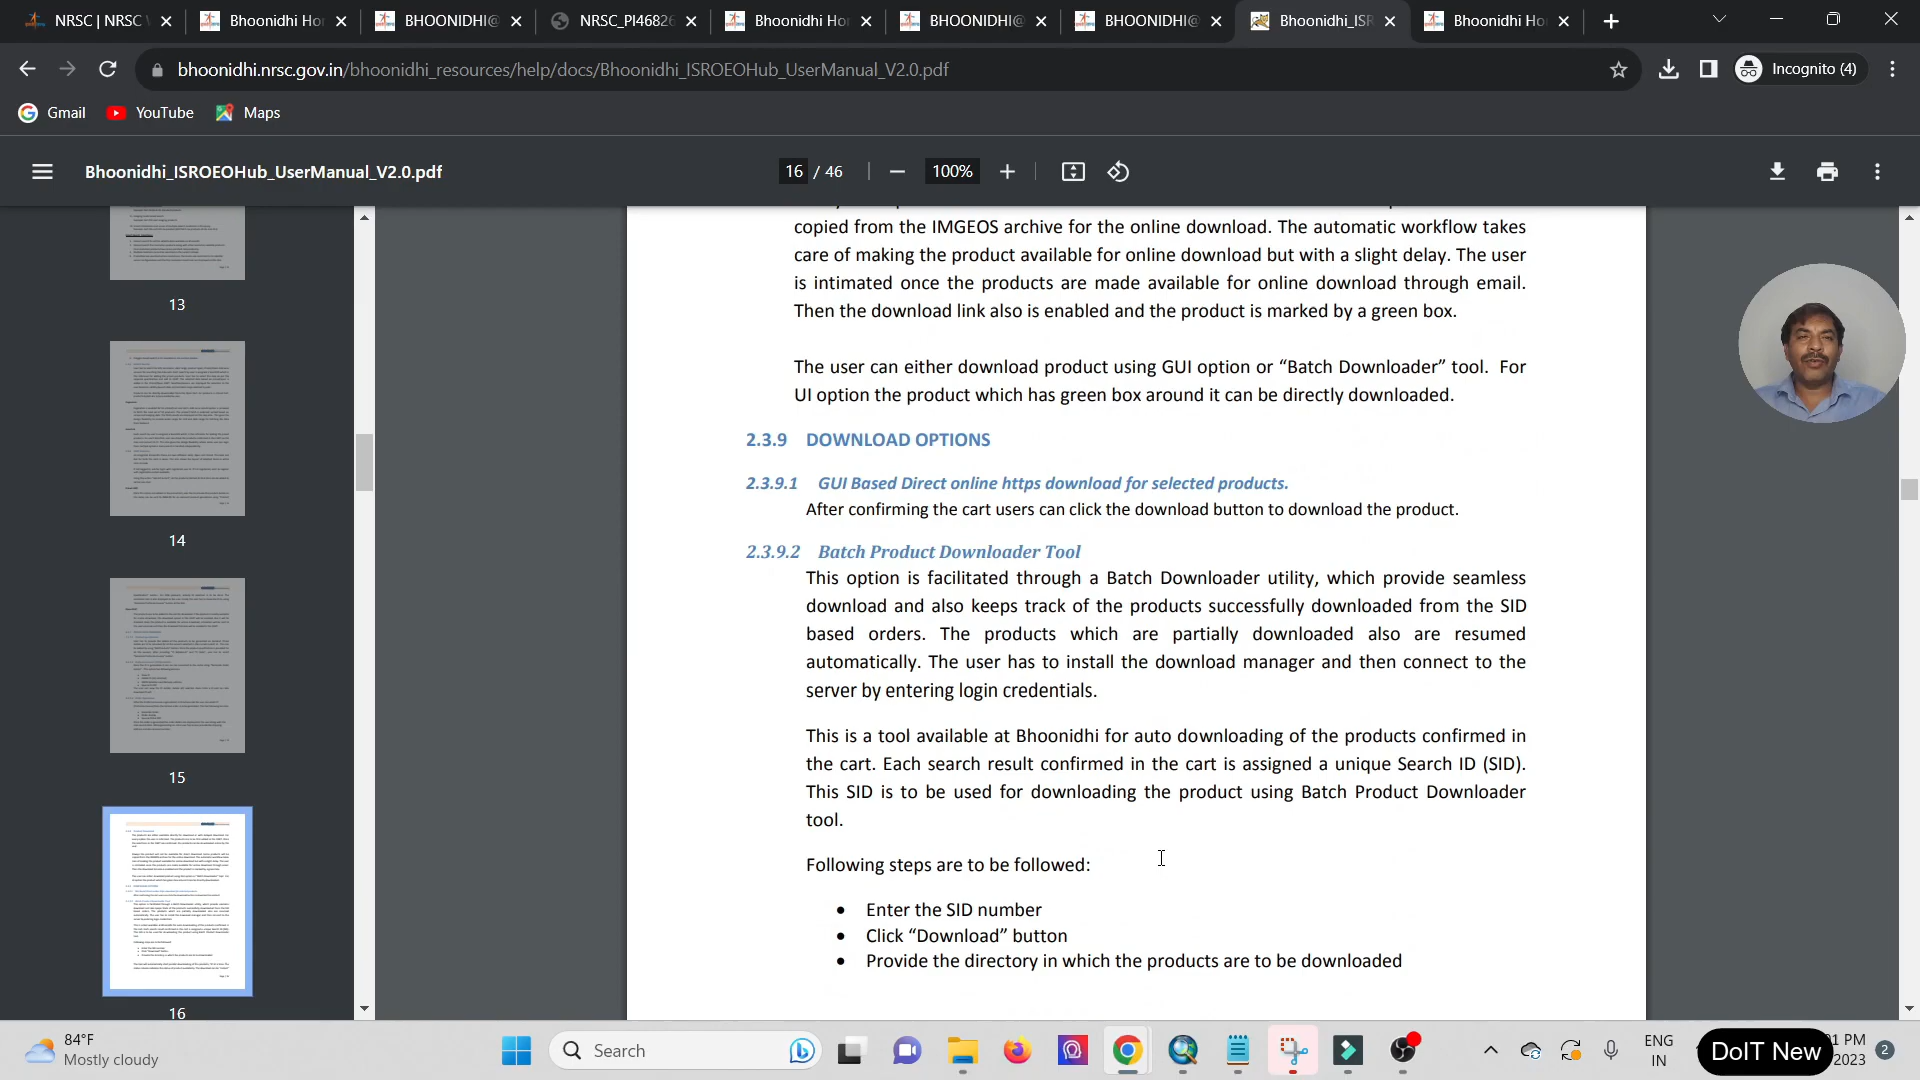 NRSC | NRSC
Bhoonidhi Ho
BHOONIDHI@
NRSC_PI4682
Bhoonidhi Ho
BHOONIDHI@
BHOONIDHI@
Bhoonidhi_ISR
Bhoonidhi Ho
bhoonidhi.nrsc.gov.in/bhoonidhi_resources/help/docs/Bhoonidhi_ISROEOHub_UserManual_V2.0.pdf
Incognito (4)
Gmail YouTube Maps
Bhoonidhi_ISROEOHub_UserManual_V2.0.pdf
16 / 46
100%
13
14
15
16
copied from the IMGEOS archive for the online download. The automatic workflow takes
care of making the product available for online download but with a slight delay. The user
is intimated once the products are made available for online download through email.
Then the download link also is enabled and the product is marked by a green box.
The user can either download product using GUI option or “Batch Downloader” tool. For
UI option the product which has green box around it can be directly downloaded.
2.3.9 DOWNLOAD OPTIONS
2.3.9.1 GUI Based Direct online https download for selected products.
After confirming the cart users can click the download button to download the product.
2.3.9.2 Batch Product Downloader Tool
This option is facilitated through a Batch Downloader utility, which provide seamless
download and also keeps track of the products successfully downloaded from the SID
based orders. The products which are partially downloaded also are resumed
automatically. The user has to install the download manager and then connect to the
server by entering login credentials.
This is a tool available at Bhoonidhi for auto downloading of the products confirmed in
the cart. Each search result confirmed in the cart is assigned a unique Search ID (SID).
This SID is to be used for downloading the product using Batch Product Downloader
tool.
Following steps are to be followed:
• Enter the SID number
• Click “Download” button
• Provide the directory in which the products are to be downloaded
84°F
Mostly cloudy
Search
ENG
IN
DoIT New
1 PM
2023
2